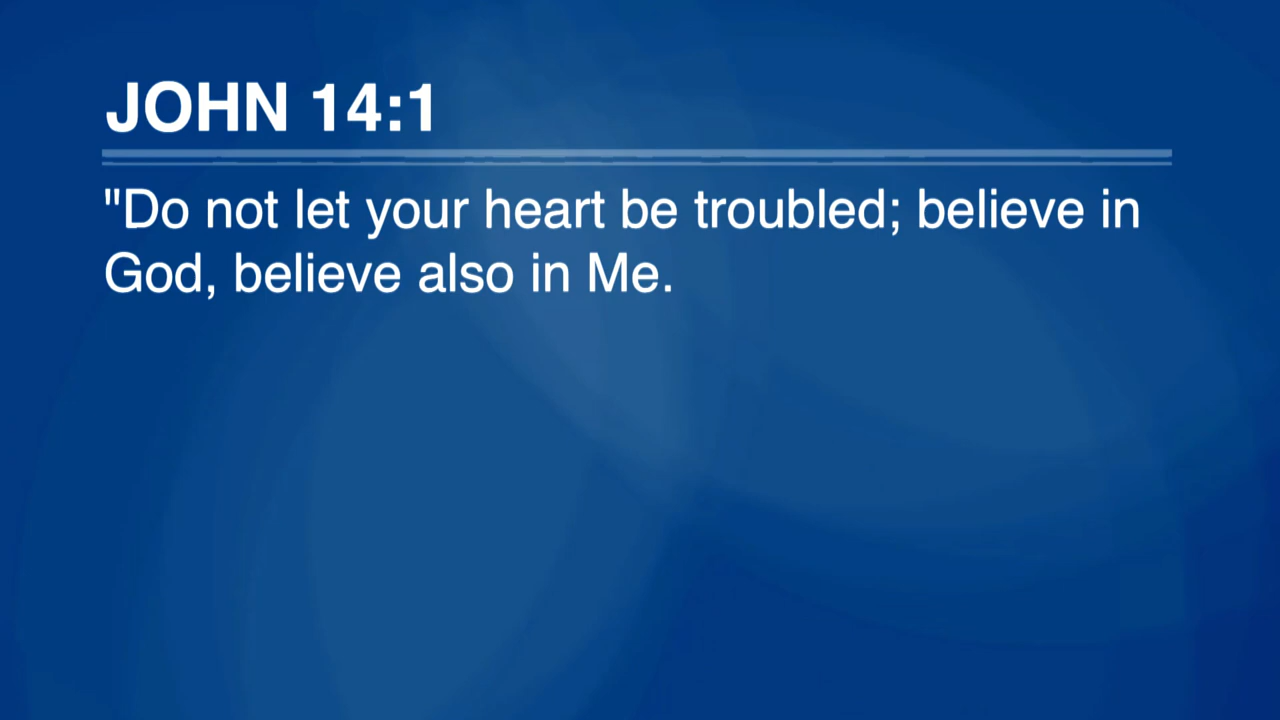 JOHN 14:1
"Do not let your heart be troubled; believe in
God, believe also in Me.